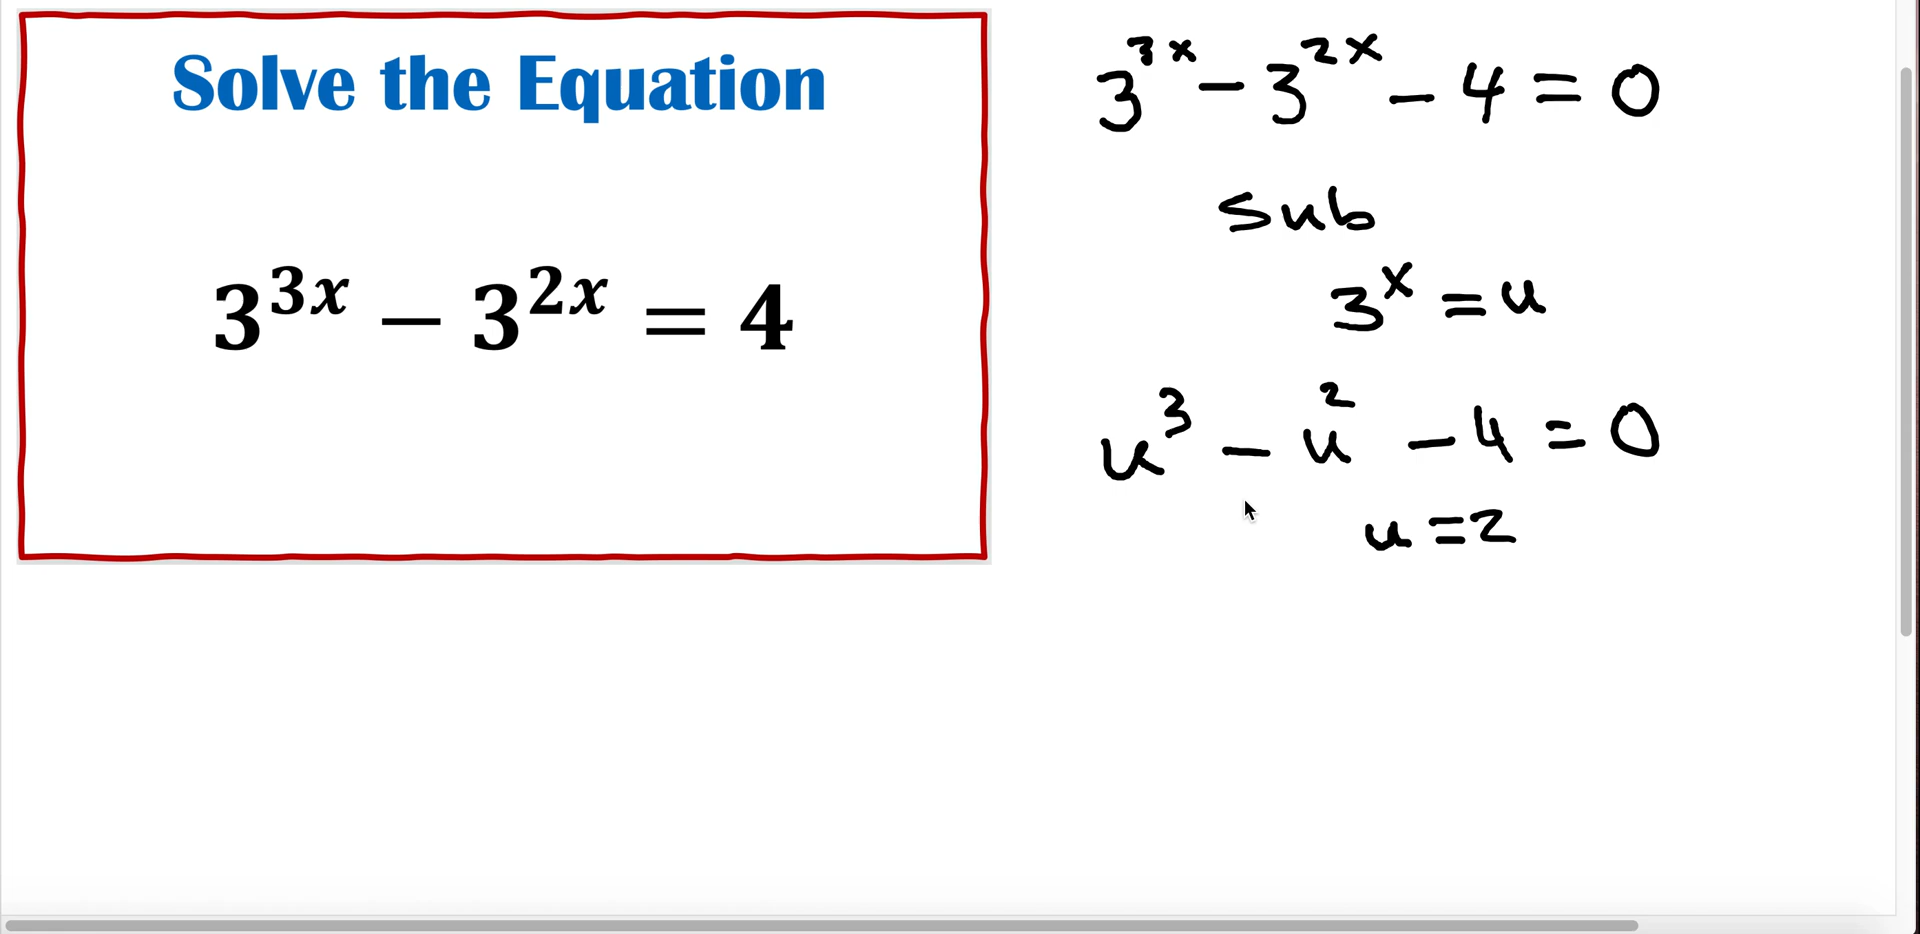 Solve the Equation
3^{3x} − 3^{2x} = 4
3^{3x} − 3^{2x} − 4 = 0
sub
3^{x} = u
u^{3} − u^{2} − 4 = 0
u = 2